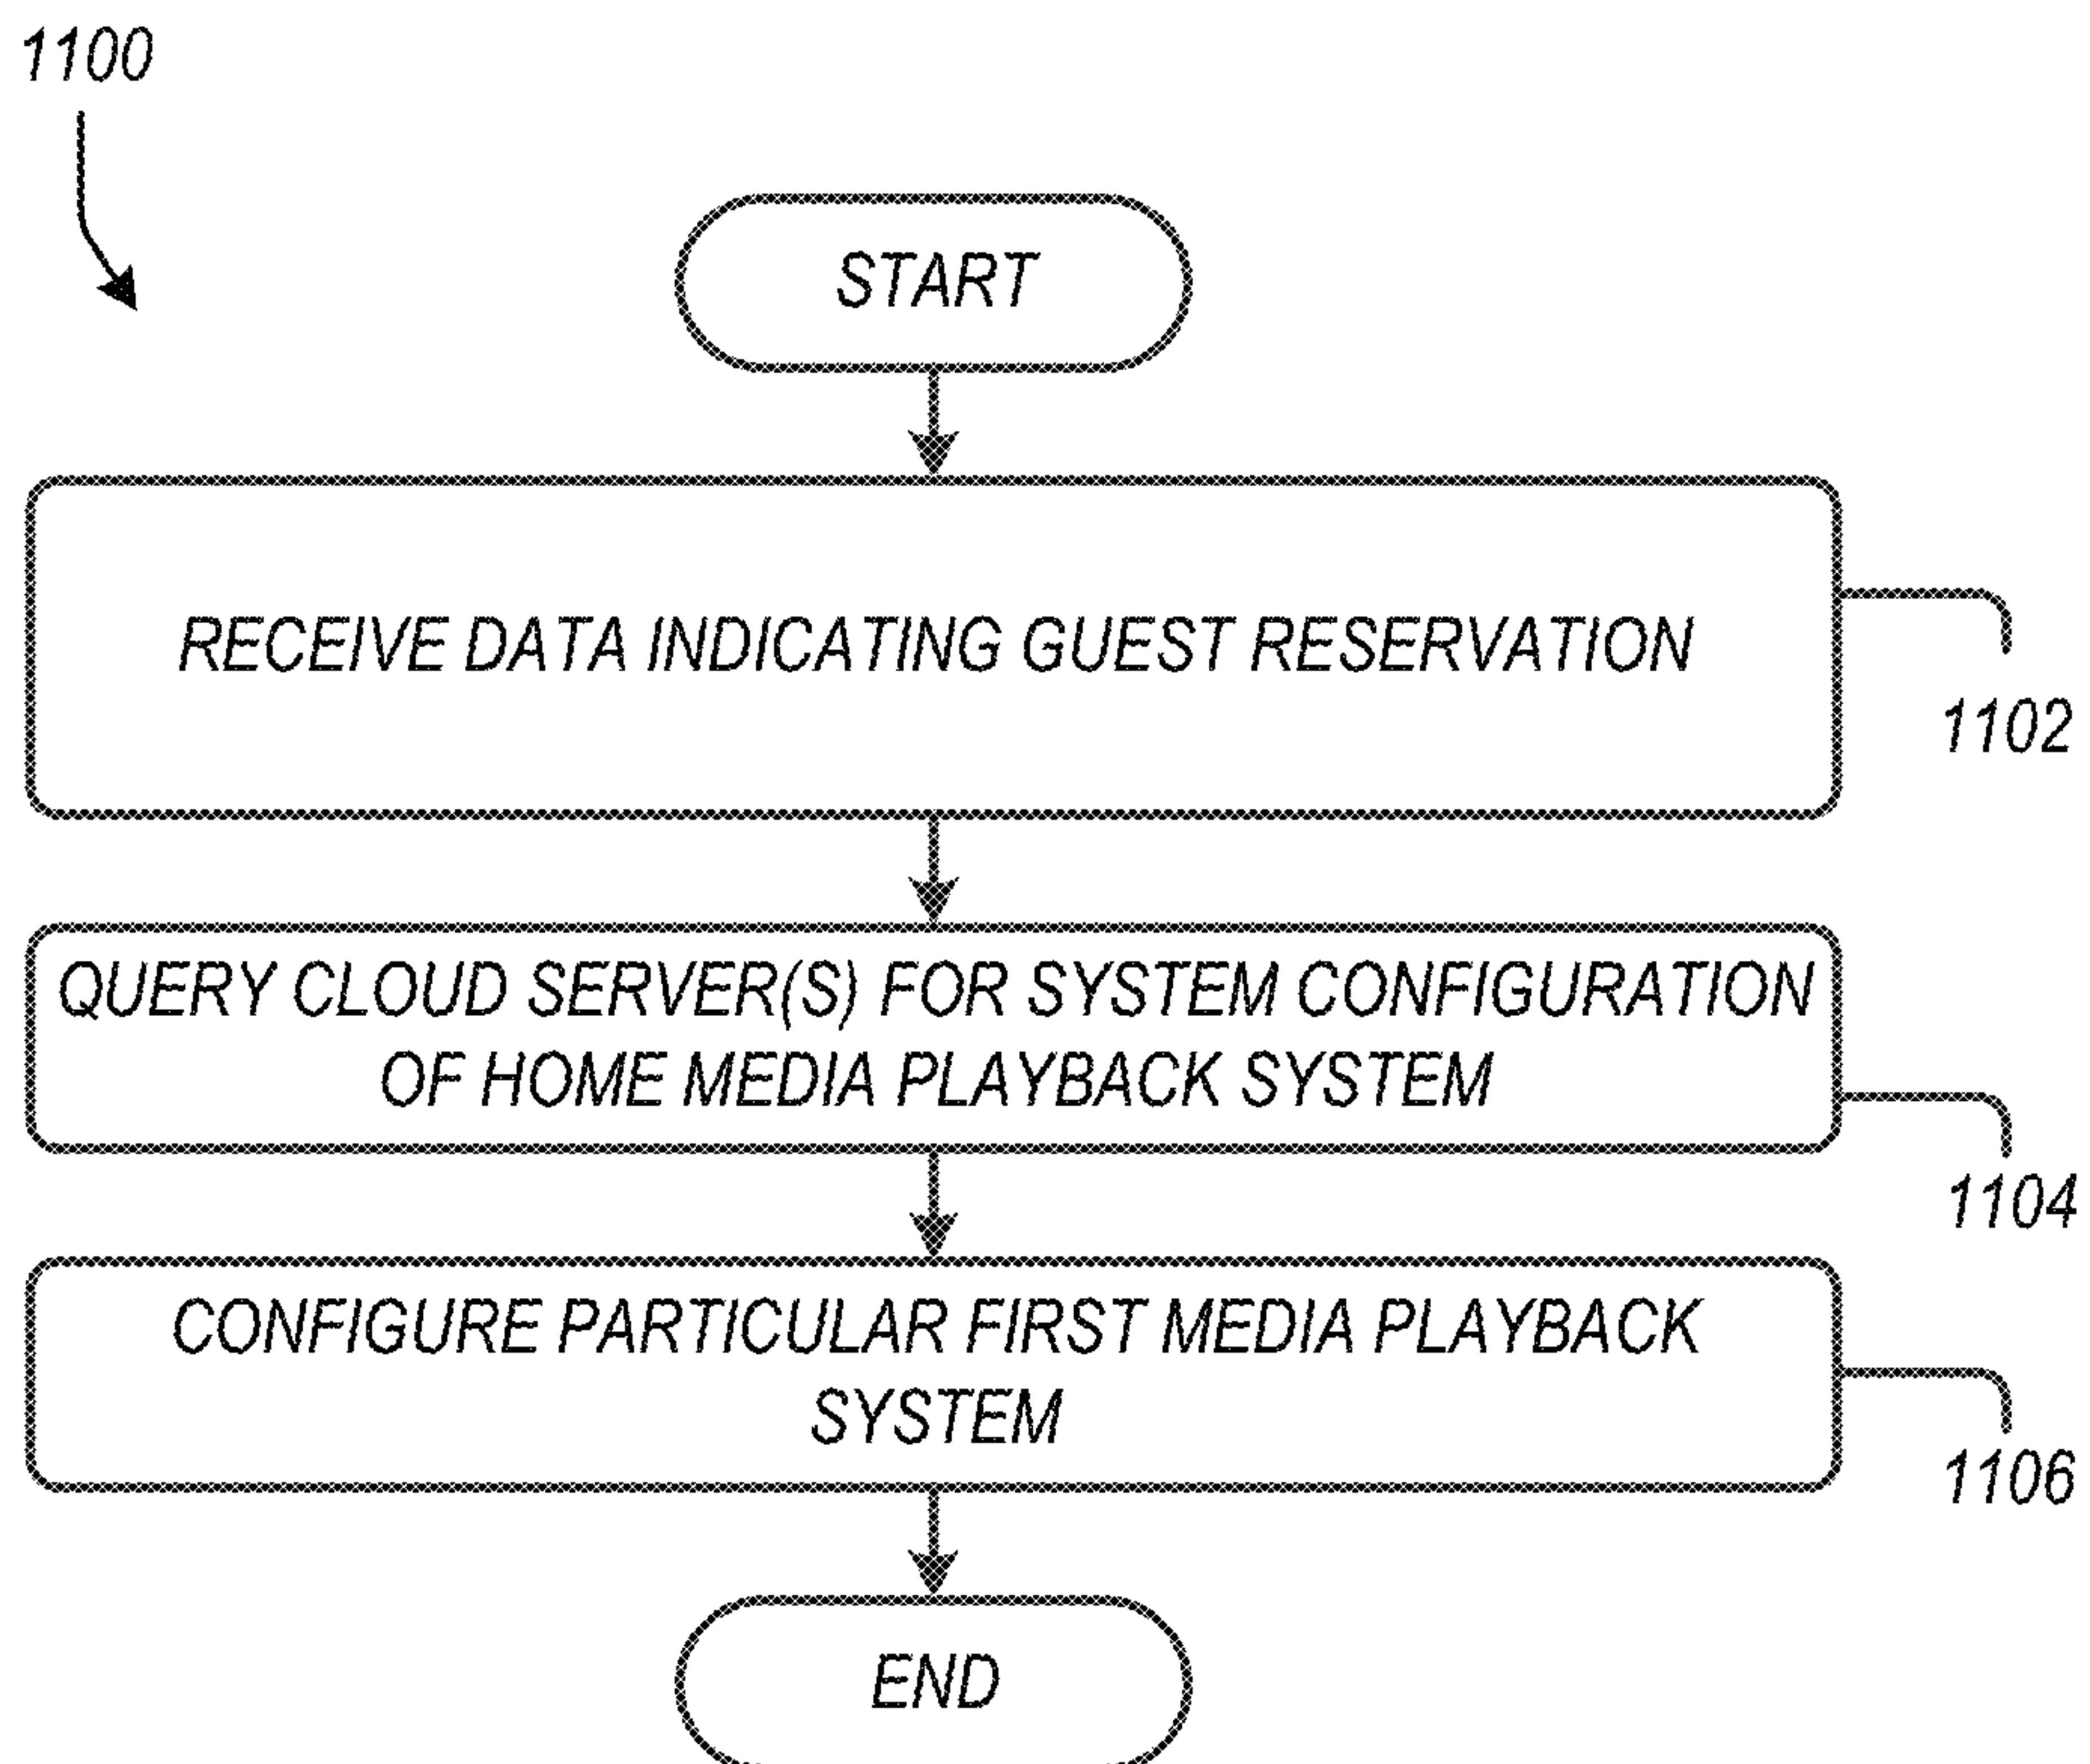 1100
START
RECEIVE DATA INDICATING GUEST RESERVATION
1102
QUERY CLOUD SERVER(S) FOR SYSTEM CONFIGURATION
OF HOME MEDIA PLAYBACK SYSTEM
1104
CONFIGURE PARTICULAR FIRST MEDIA PLAYBACK
SYSTEM
1106
END